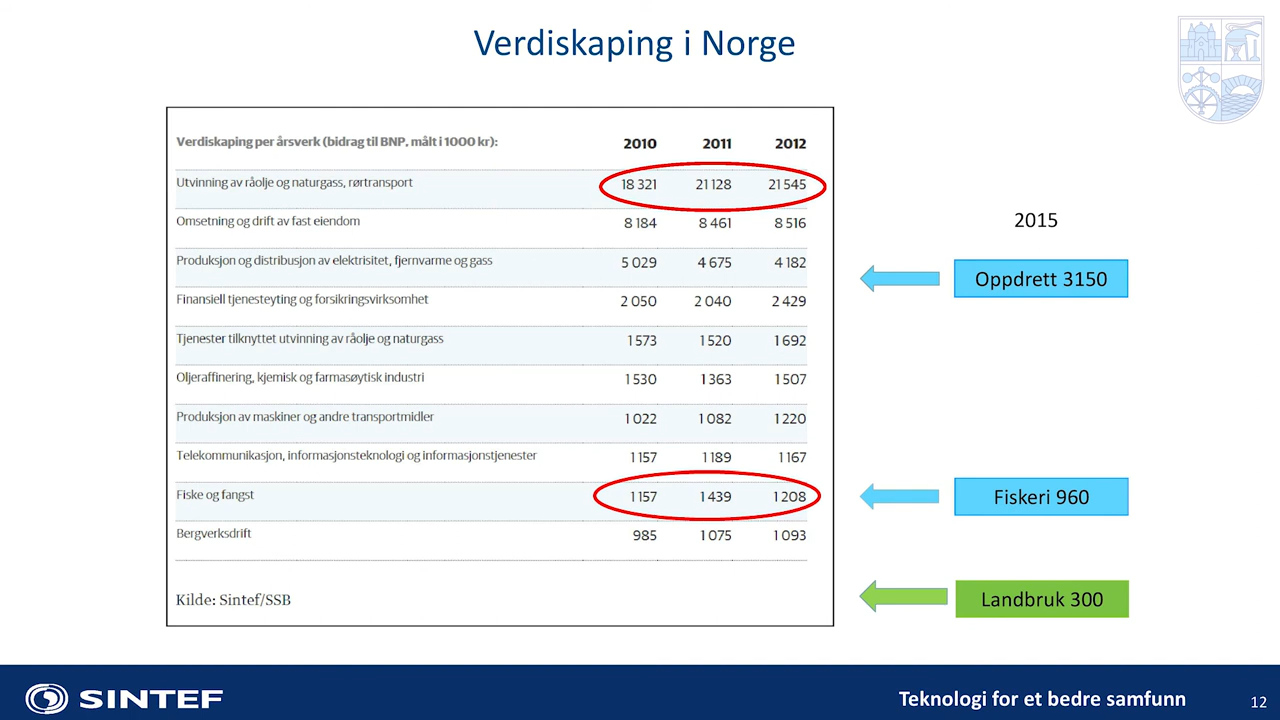 Verdiskaping i Norge
Verdiskaping per årsverk (bidrag til BNP, målt i 1000 kr): 2010 2011 2012
Utvinning av råolje og naturgass, rørtransport 18 321 21 128 21 545
Omsetning og drift av fast eiendom 8 184 8 461 8 516
Produksjon og distribusjon av elektrisitet, fjernvarme og gass 5 029 4 675 4 182
Finansiell tjenesteyting og forsikringsvirksomhet 2 050 2 040 2 429
Tjenester tilknyttet utvinning av råolje og naturgass 1 573 1 520 1 692
Oljeraffinering, kjemisk og farmasøytisk industri 1 530 1 363 1 507
Produksjon av maskiner og andre transportmidler 1 022 1 082 1 220
Telekommunikasjon, informasjonsteknologi og informasjonstjenester 1 157 1 189 1 167
Fiske og fangst 1 157 1 439 1 208
Bergverksdrift 985 1 075 1 093
Kilde: Sintef/SSB
2015
Oppdrett 3150
Fiskeri 960
Landbruk 300
SINTEF
Teknologi for et bedre samfunn
12